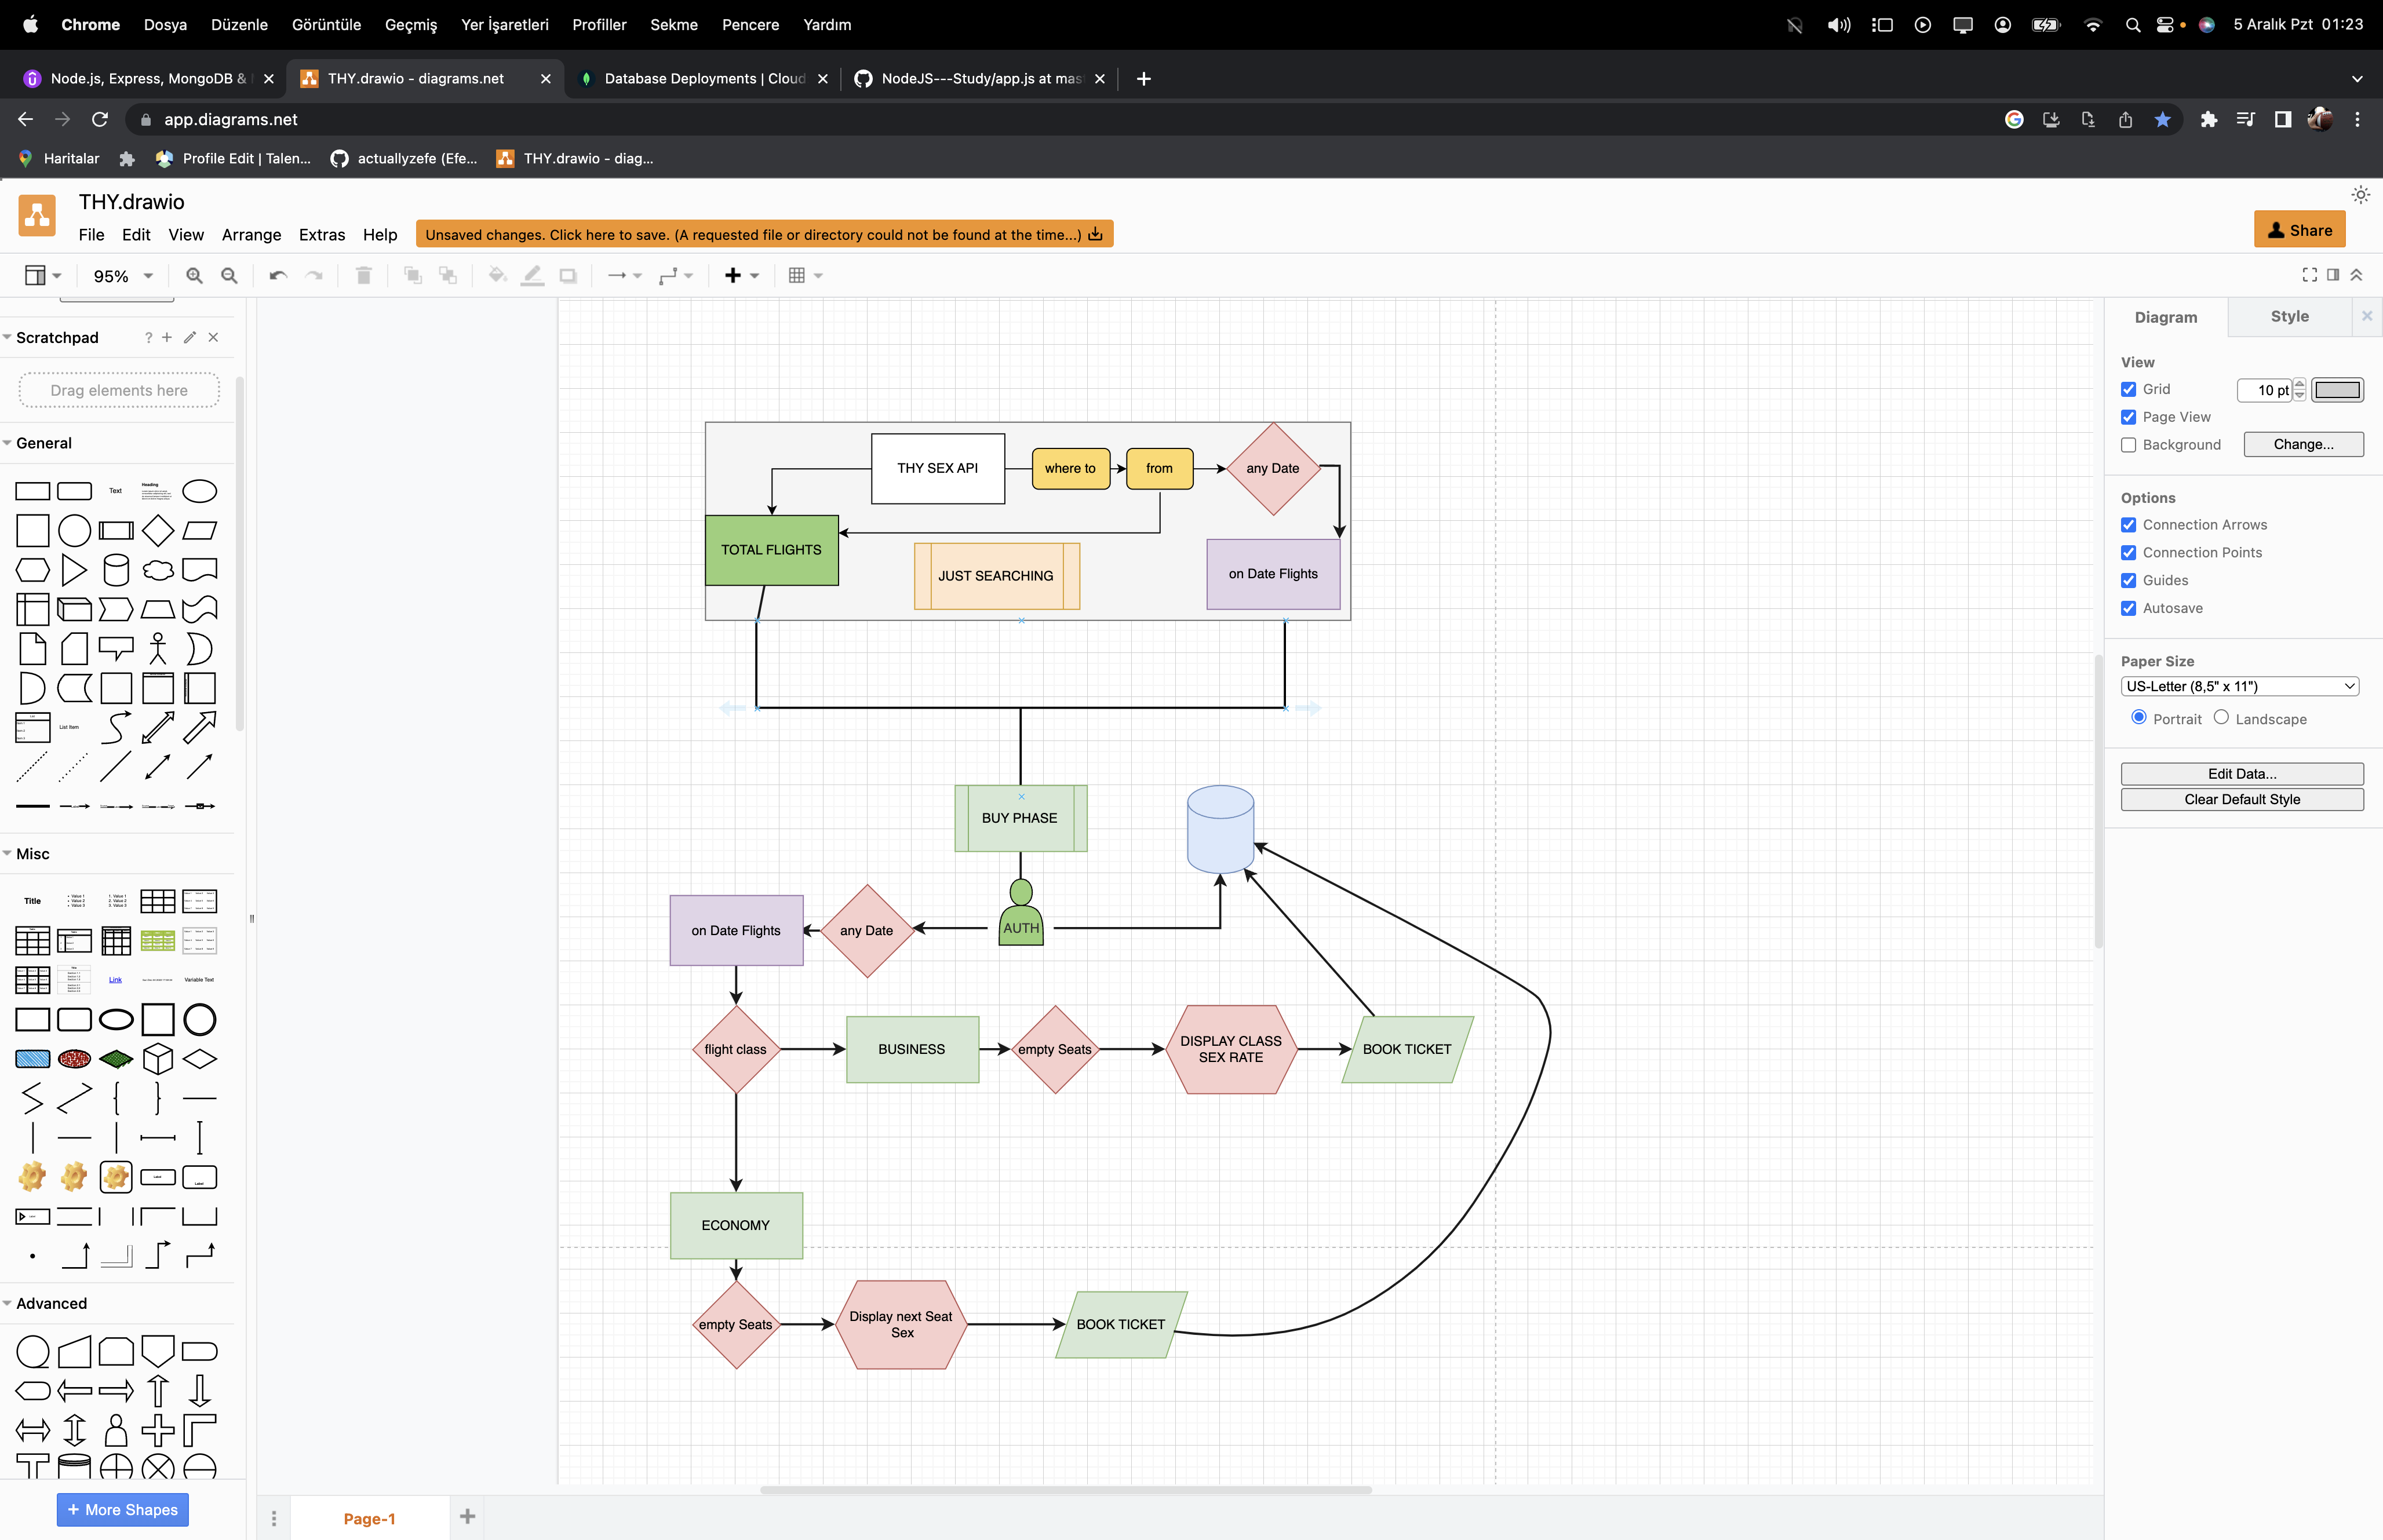 Chrome Dosya Düzenle Görüntüle Geçmiş Yer İşaretleri Profiller Sekme Pencere Yardım 5 Aralık Pzt 01:23
Node.js, Express, MongoDB & THY.drawio - diagrams.net Database Deployments | Cloud NodeJS---Study/app.js at mas
app.diagrams.net
Haritalar Profile Edit | Talen... actuallyzefe (Efe... THY.drawio - diag...
THY.drawio
File Edit View Arrange Extras Help Unsaved changes. Click here to save. (A requested file or directory could not be found at the time...)
Share
95%
Scratchpad
?
Drag elements here
General
Text
Heading
List Item
Misc
Title
Link
Variable Text
Label
Label
Advanced
+ More Shapes
THY SEX API
where to
from
any Date
TOTAL FLIGHTS
JUST SEARCHING
on Date Flights
BUY PHASE
AUTH
any Date
on Date Flights
flight class
BUSINESS
empty Seats
DISPLAY CLASS
SEX RATE
BOOK TICKET
ECONOMY
empty Seats
Display next Seat
Sex
BOOK TICKET
Page-1
Diagram Style
View
Grid 10 pt
Page View
Background Change...
Options
Connection Arrows
Connection Points
Guides
Autosave
Paper Size
US-Letter (8,5" x 11")
Portrait Landscape
Edit Data...
Clear Default Style